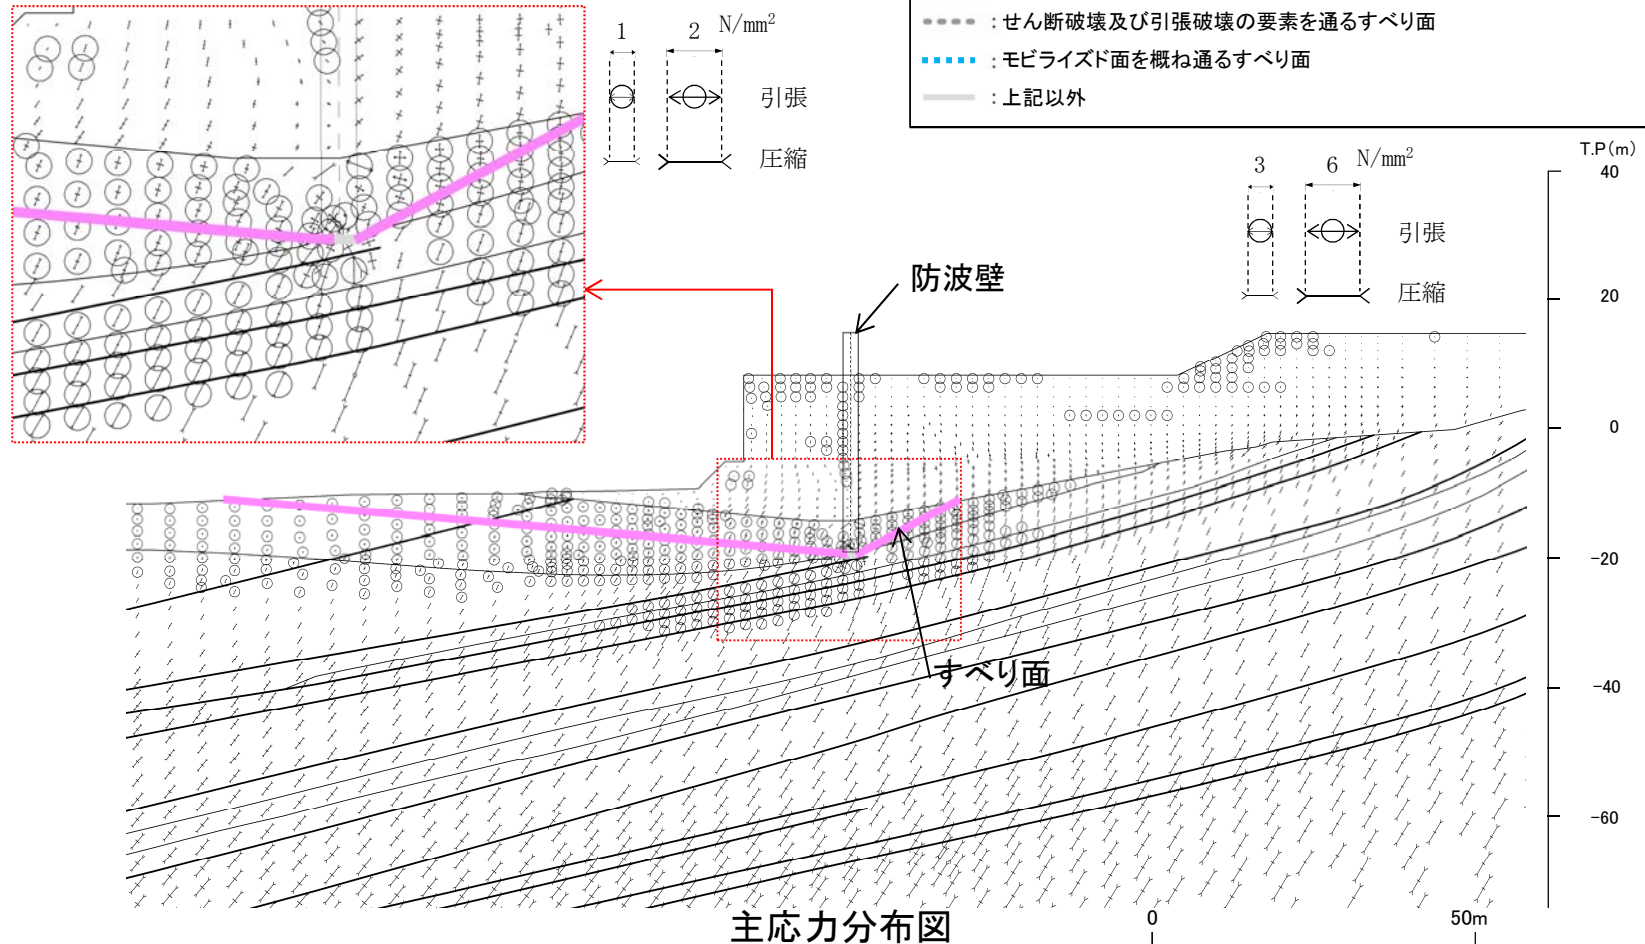 : せん断破壊及び引張破壊の要素を通るすべり面
: モビライズド面を概ね通るすべり面
: 上記以外
1 2 N/mm²
引張
圧縮
3 6 N/mm²
引張
圧縮
T.P(m)
40
20
0
-20
-40
-60
防波壁
すべり面
主応力分布図
0 50m